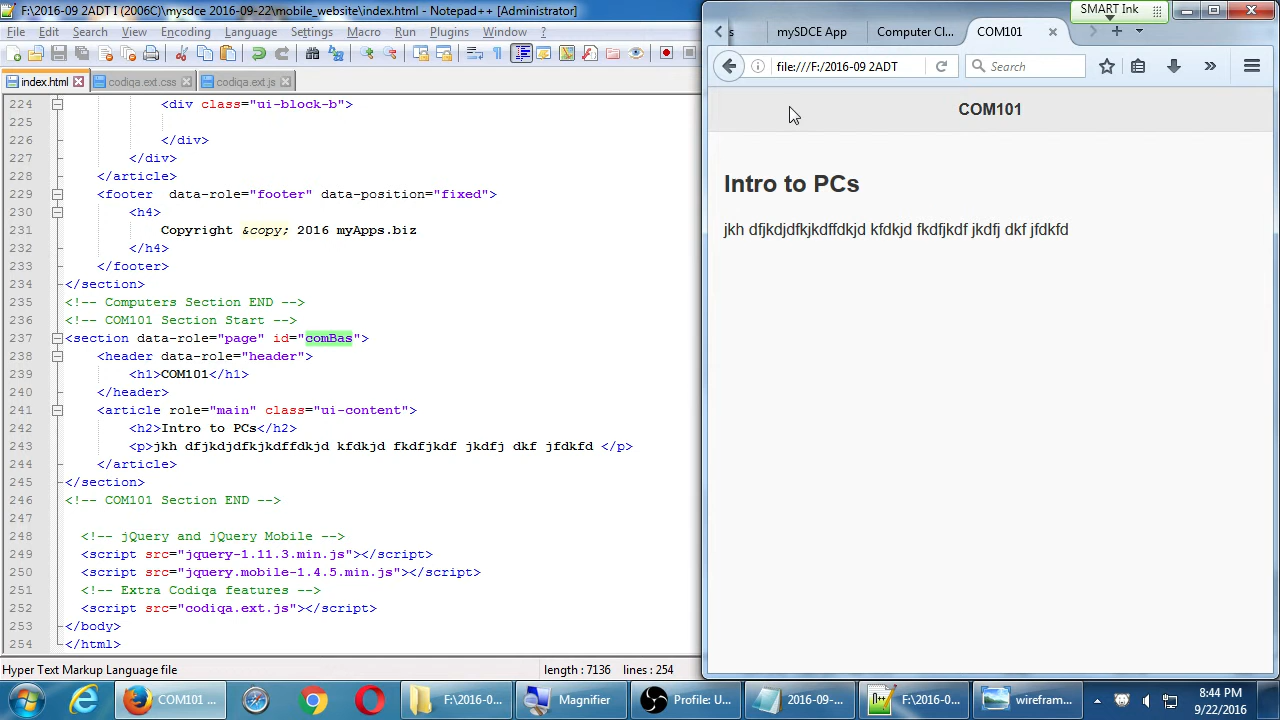 F:\2016-09 2ADT I (2006C)\mysdce 2016-09-22\mobile_website\index.html - Notepad++ [Administrator]
SMART Ink
File Edit Search View Encoding Language Settings Macro Run Plugins Window ? X
s mySDCE App Computer Cl... COM101
file:///F:/2016-09 2ADT Search
index.html codiqa.ext.css codiqa.ext.js
224 <div class="ui-block-b">
225
226 </div>
227 </div>
228 </article>
229 <footer data-role="footer" data-position="fixed">
230 <h4>
231 Copyright &copy; 2016 myApps.biz
232 </h4>
233 </footer>
234 </section>
235 <!-- Computers Section END -->
236 <!-- COM101 Section Start -->
237 <section data-role="page" id="comBas">
238 <header data-role="header">
239 <h1>COM101</h1>
240 </header>
241 <article role="main" class="ui-content">
242 <h2>Intro to PCs</h2>
243 <p>jkh dfjkdjdfkjkdffdkjd kfdkjd fkdfjkdf jkdfj dkf jfdkfd </p>
244 </article>
245 </section>
246 <!-- COM101 Section END -->
247
248 <!-- jQuery and jQuery Mobile -->
249 <script src="jquery-1.11.3.min.js"></script>
250 <script src="jquery.mobile-1.4.5.min.js"></script>
251 <!-- Extra Codiqa features -->
252 <script src="codiqa.ext.js"></script>
253 </body>
254 </html>
COM101
Intro to PCs
jkh dfjkdjdfkjkdffdkjd kfdkjd fkdfjkdf jkdfj dkf jfdkfd
Hyper Text Markup Language file length : 7136 lines : 254
COM101 ... F:\2016-0... Magnifier Profile: U... 2016-09-... F:\2016-0... wirefram...
8:44 PM
9/22/2016